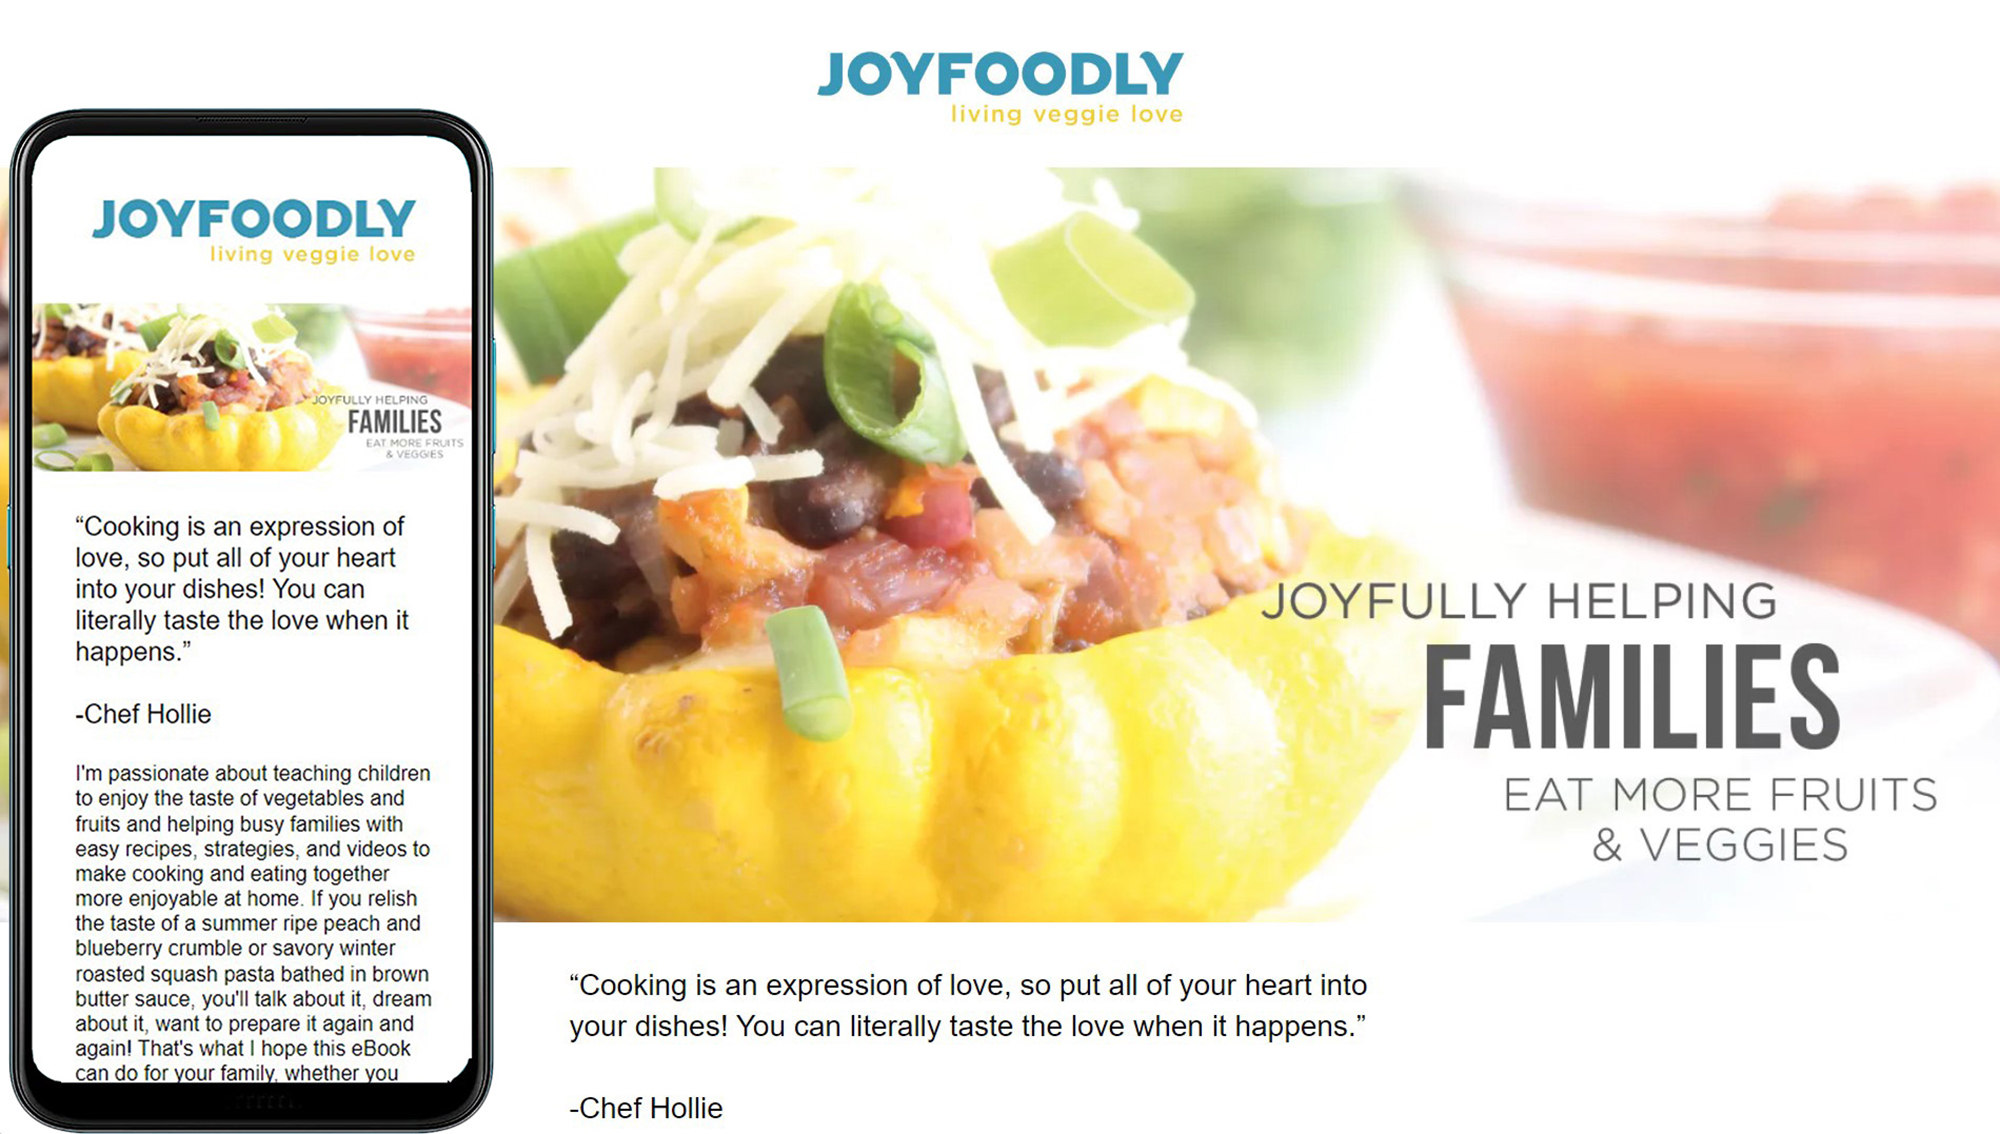 JOYFOODLY
living veggie love
JOYFOODLY
living veggie love
JOYFULLY HELPING
FAMILIES
EAT MORE FRUITS
& VEGGIES
“Cooking is an expression of
love, so put all of your heart
into your dishes! You can
literally taste the love when it
happens.”
-Chef Hollie
I'm passionate about teaching children
to enjoy the taste of vegetables and
fruits and helping busy families with
easy recipes, strategies, and videos to
make cooking and eating together
more enjoyable at home. If you relish
the taste of a summer ripe peach and
blueberry crumble or savory winter
roasted squash pasta bathed in brown
butter sauce, you'll talk about it, dream
about it, want to prepare it again and
again! That's what I hope this eBook
can do for your family, whether you
JOYFULLY HELPING
FAMILIES
EAT MORE FRUITS
& VEGGIES
“Cooking is an expression of love, so put all of your heart into
your dishes! You can literally taste the love when it happens.”
-Chef Hollie